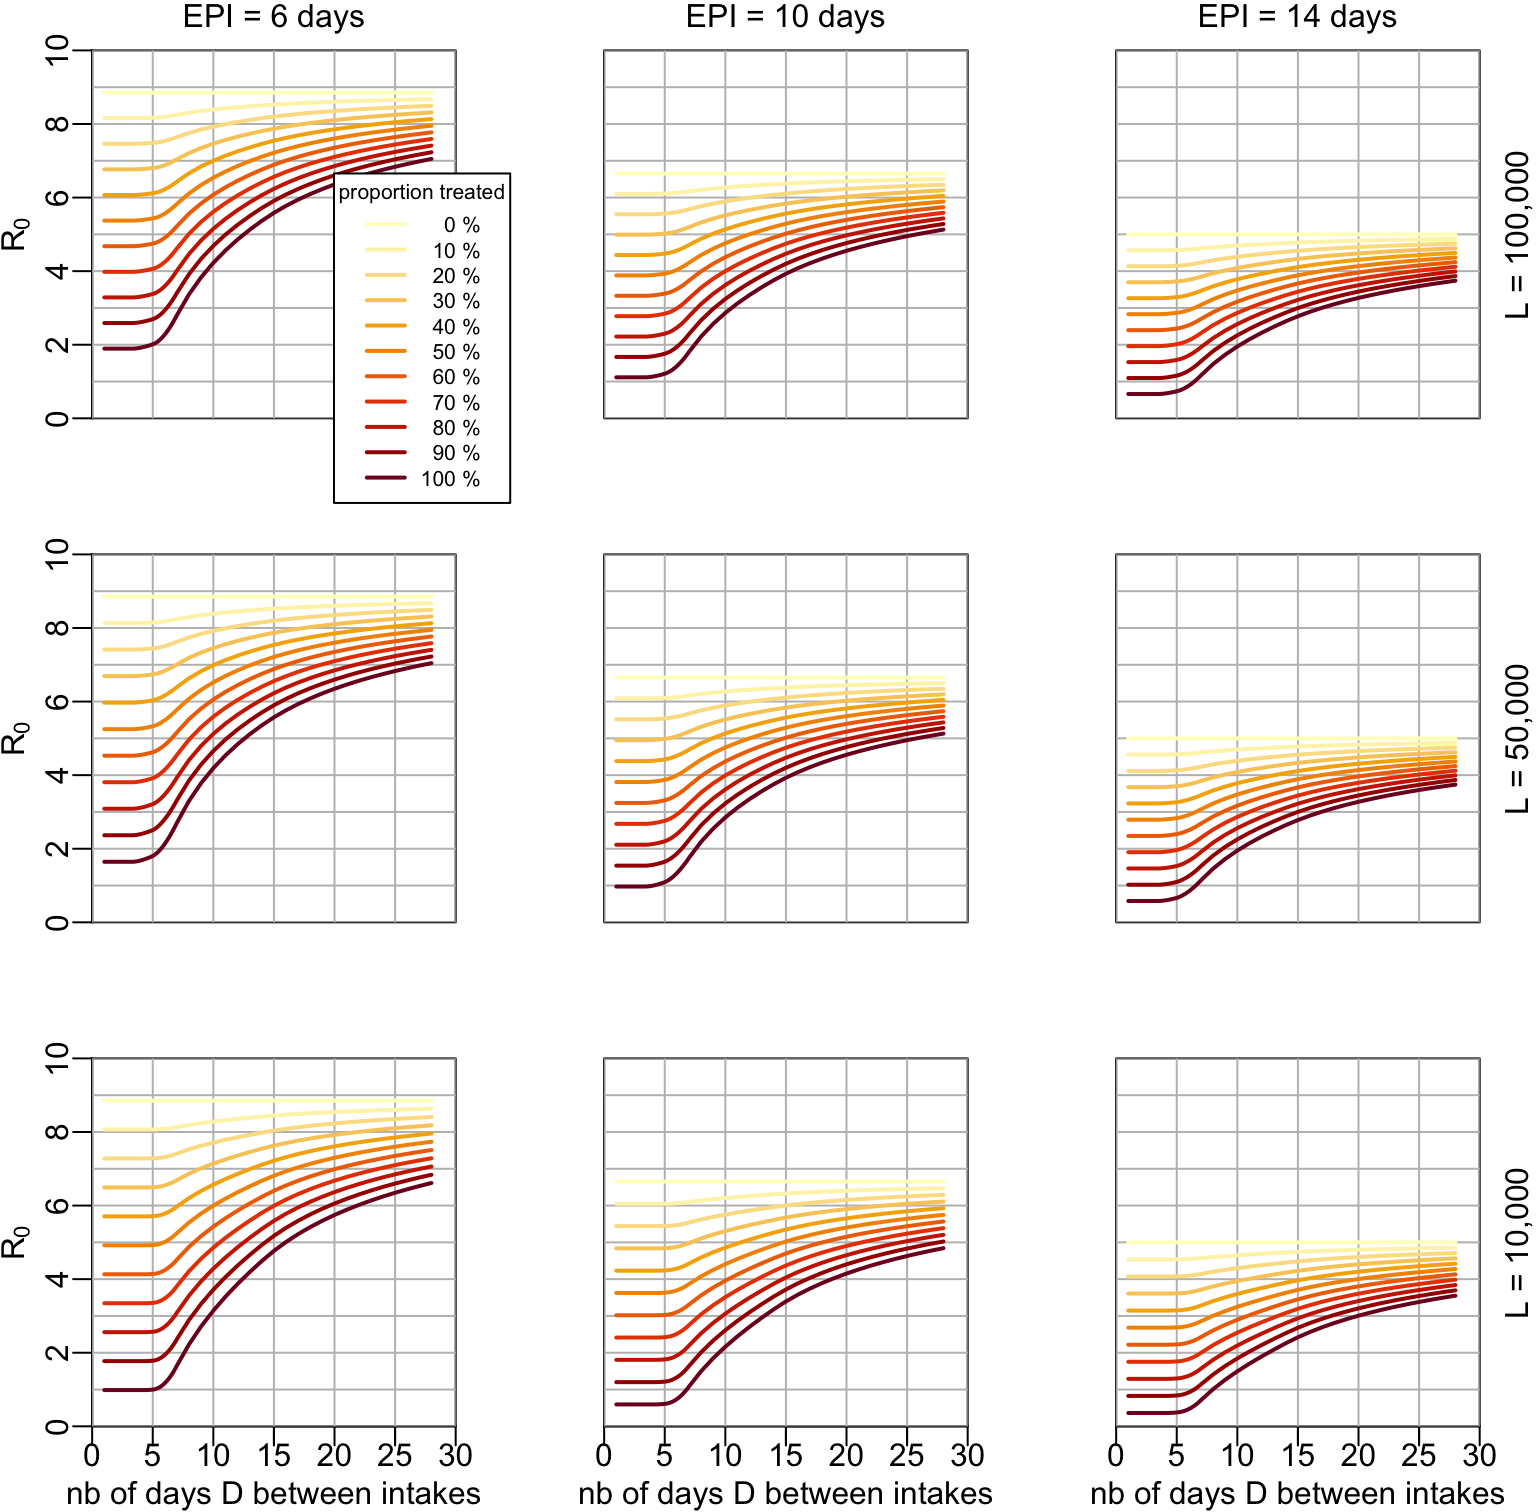 EPI = 6 days
EPI = 10 days
EPI = 14 days
R0
0 2 4 6 8 10
proportion treated
0 %
10 %
20 %
30 %
40 %
50 %
60 %
70 %
80 %
90 %
100 %
L = 100,000
R0
0 2 4 6 8 10
L = 50,000
R0
0 2 4 6 8 10
L = 10,000
0 5 10 15 20 25 30
0 5 10 15 20 25 30
0 5 10 15 20 25 30
nb of days D between intakes
nb of days D between intakes
nb of days D between intakes